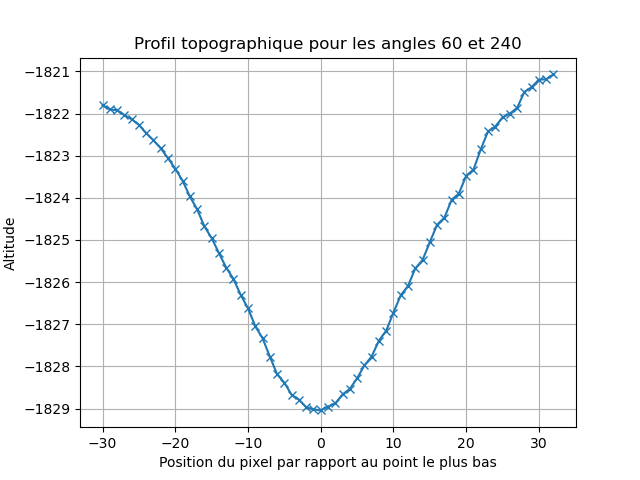 Profil topographique pour les angles 60 et 240
Altitude
−1821
−1822
−1823
−1824
−1825
−1826
−1827
−1828
−1829
−30 −20 −10 0 10 20 30
Position du pixel par rapport au point le plus bas